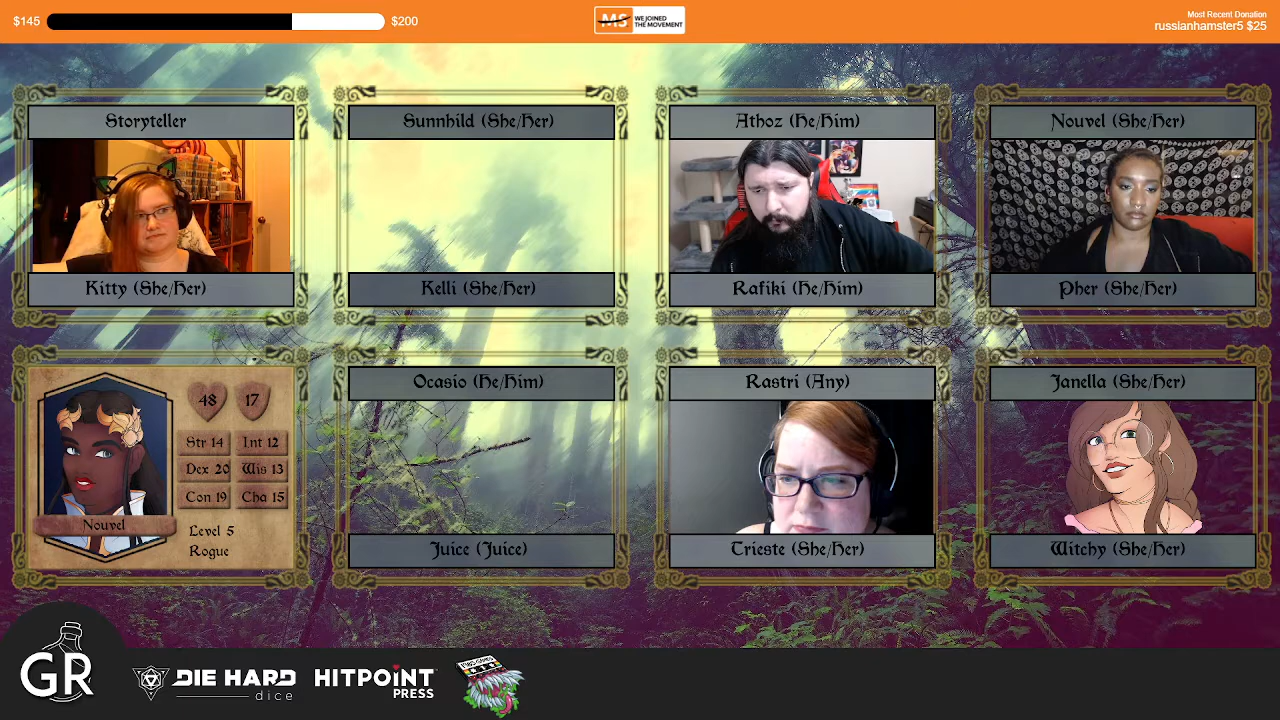 $145
$200
MS
WE JOINED
THE MOVEMENT
Most Recent Donation
russianhamster5 $25
Storyteller
Sunnhild (She/Her)
Athoz (He/Him)
Nouvel (She/Her)
Kitty (She/Her)
Kelli (She/Her)
Rafiki (He/Him)
Pher (She/Her)
48
17
Str 14
Int 12
Dex 20
Wis 13
Con 19
Cha 15
Nouvel
Level 5
Rogue
Ocasio (He/Him)
Rastri (Any)
Janella (She/Her)
Juice (Juice)
Trieste (She/Her)
Witchy (She/Her)
GR
DIE HARD
dice
HITPOINT
PRESS